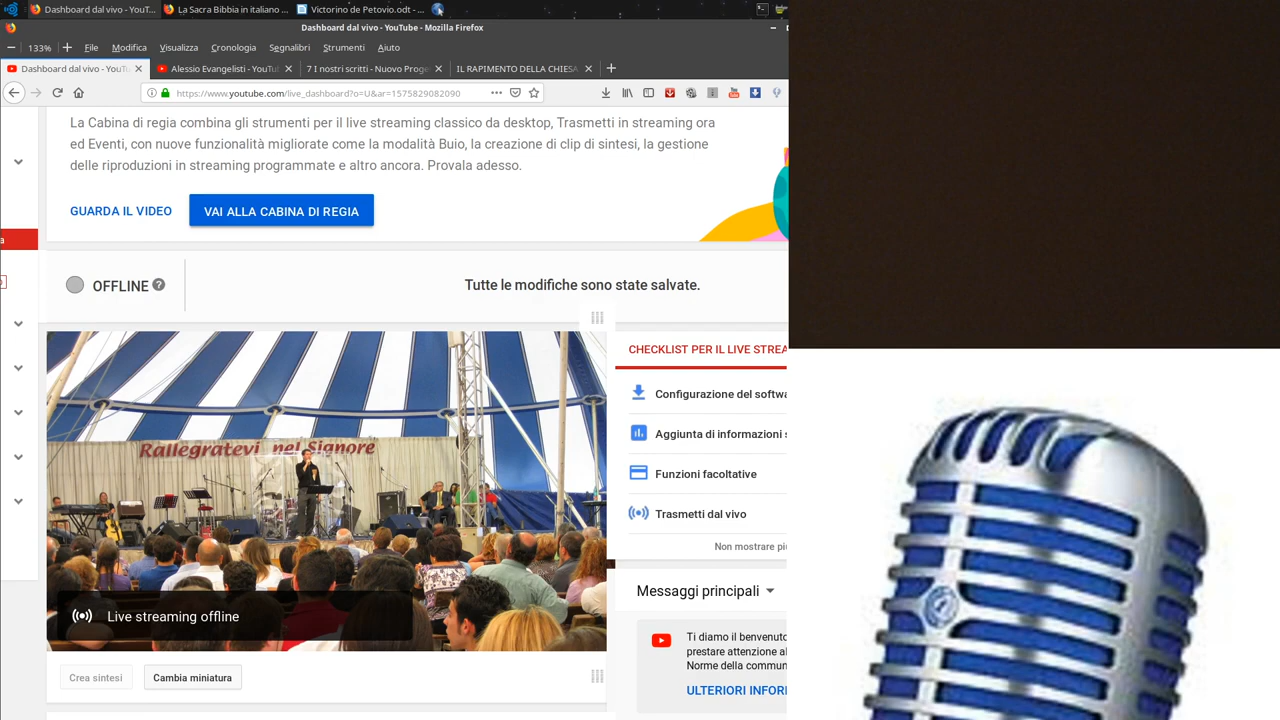 Dashboard dal vivo - YouT...
La Sacra Bibbia in italiano ...
Victorino de Petovio.odt - ...
Dashboard dal vivo - YouTube - Mozilla Firefox
133%
File Modifica Visualizza Cronologia Segnalibri Strumenti Aiuto
Dashboard dal vivo - YouTu
Alessio Evangelisti - YouTu
7 I nostri scritti - Nuovo Proge
IL RAPIMENTO DELLA CHIESA
https://www.youtube.com/live_dashboard?o=U&ar=1575829082090
La Cabina di regia combina gli strumenti per il live streaming classico da desktop, Trasmetti in streaming ora
ed Eventi, con nuove funzionalità migliorate come la modalità Buio, la creazione di clip di sintesi, la gestione
delle riproduzioni in streaming programmate e altro ancora. Provala adesso.
GUARDA IL VIDEO
VAI ALLA CABINA DI REGIA
a
OFFLINE ?
Tutte le modifiche sono state salvate.
Rallegratevi nel Signore
Live streaming offline
Crea sintesi
Cambia miniatura
CHECKLIST PER IL LIVE STREA
Configurazione del softwa
Aggiunta di informazioni s
Funzioni facoltative
Trasmetti dal vivo
Non mostrare più
Messaggi principali
Ti diamo il benvenuto
prestare attenzione al
Norme della commun
ULTERIORI INFORI